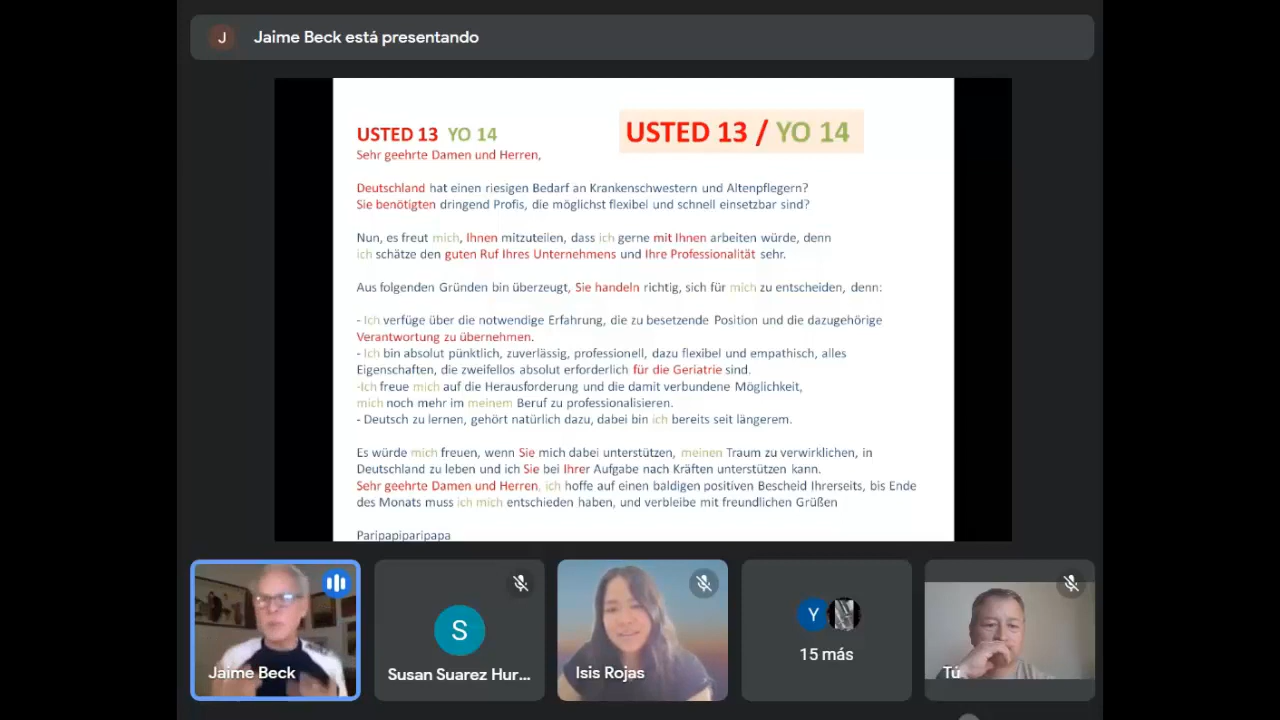 J Jaime Beck está presentando
USTED 13 YO 14
USTED 13 / YO 14
Sehr geehrte Damen und Herren,
Deutschland hat einen riesigen Bedarf an Krankenschwestern und Altenpflegern?
Sie benötigten dringend Profis, die möglichst flexibel und schnell einsetzbar sind?
Nun, es freut mich, Ihnen mitzuteilen, dass ich gerne mit Ihnen arbeiten würde, denn
ich schätze den guten Ruf Ihres Unternehmens und Ihre Professionalität sehr.
Aus folgenden Gründen bin überzeugt, Sie handeln richtig, sich für mich zu entscheiden, denn:
- Ich verfüge über die notwendige Erfahrung, die zu besetzende Position und die dazugehörige
Verantwortung zu übernehmen.
- Ich bin absolut pünktlich, zuverlässig, professionell, dazu flexibel und empathisch, alles
Eigenschaften, die zweifellos absolut erforderlich für die Geriatrie sind.
-Ich freue mich auf die Herausforderung und die damit verbundene Möglichkeit,
mich noch mehr im meinem Beruf zu professionalisieren.
- Deutsch zu lernen, gehört natürlich dazu, dabei bin ich bereits seit längerem.
Es würde mich freuen, wenn Sie mich dabei unterstützen, meinen Traum zu verwirklichen, in
Deutschland zu leben und ich Sie bei Ihrer Aufgabe nach Kräften unterstützen kann.
Sehr geehrte Damen und Herren, ich hoffe auf einen baldigen positiven Bescheid Ihrerseits, bis Ende
des Monats muss ich mich entschieden haben, und verbleibe mit freundlichen Grüßen
Paripapiparipapa
S
Y
15 más
Jaime Beck
Susan Suarez Hur...
Isis Rojas
Tú